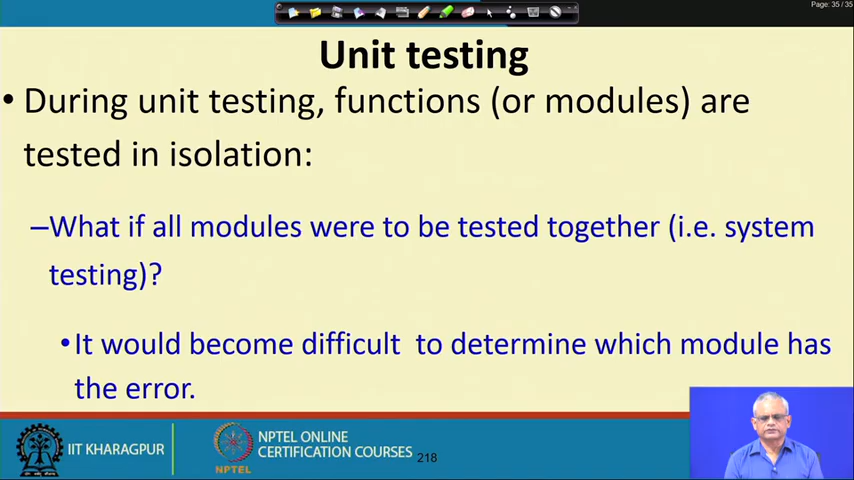 Page: 35 / 35
Unit testing
• During unit testing, functions (or modules) are
tested in isolation:
–What if all modules were to be tested together (i.e. system
testing)?
•It would become difficult to determine which module has
the error.
IIT KHARAGPUR
NPTEL
NPTEL ONLINE
CERTIFICATION COURSES
218